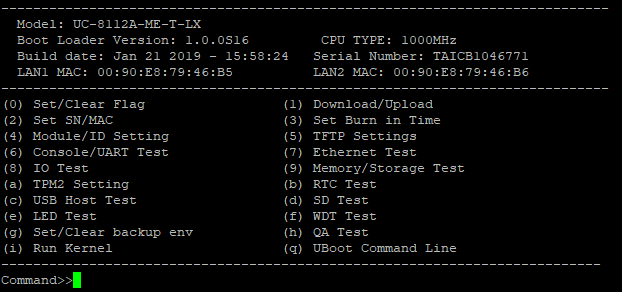 Model: UC-8112A-ME-T-LX
Boot Loader Version: 1.0.0S16 CPU TYPE: 1000MHz
Build date: Jan 21 2019 - 15:58:24 Serial Number: TAICB1046771
LAN1 MAC: 00:90:E8:79:46:B5 LAN2 MAC: 00:90:E8:79:46:B6
(0) Set/Clear Flag (1) Download/Upload
(2) Set SN/MAC (3) Set Burn in Time
(4) Module/ID Setting (5) TFTP Settings
(6) Console/UART Test (7) Ethernet Test
(8) IO Test (9) Memory/Storage Test
(a) TPM2 Setting (b) RTC Test
(c) USB Host Test (d) SD Test
(e) LED Test (f) WDT Test
(g) Set/Clear backup env (h) QA Test
(i) Run Kernel (q) UBoot Command Line
Command>>